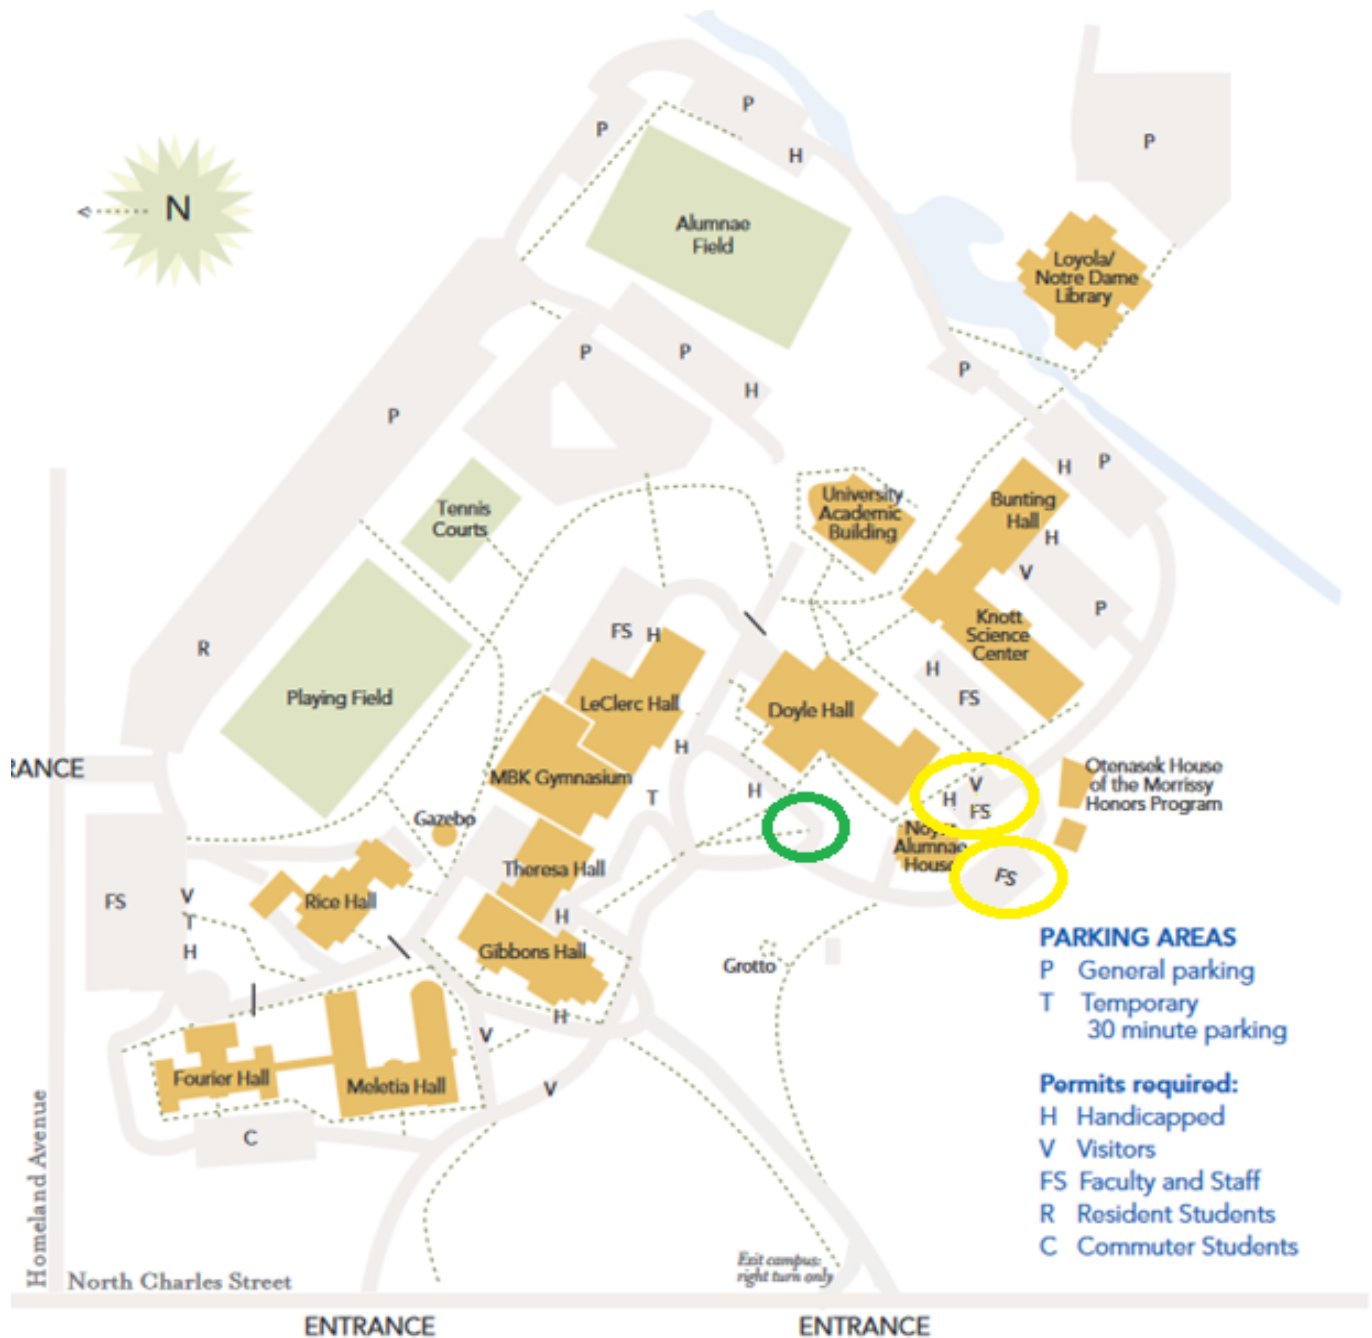 P
P
P
H
N
Alumnae
Field
Loyola/
Notre Dame
Library
P
P
H
P
P
H
P
University
Academic
Building
Bunting
Hall
H
V
P
Tennis
Courts
Knott
Science
Center
R
FS
H
H
FS
Playing Field
LeClerc Hall
Doyle Hall
H
MBK Gymnasium
T
H
V
H
FS
RANCE
Otenasek House
of the Morrissy
Honors Program
Gazebo
Alumnae
House
FS
Theresa Hall
FS
V
T
H
Rice Hall
H
Gibbons Hall
Grotto
H
V
V
Fourier Hall
Meletia Hall
C
PARKING AREAS
P General parking
T Temporary
30 minute parking
Permits required:
H Handicapped
V Visitors
FS Faculty and Staff
R Resident Students
C Commuter Students
Homeland Avenue
North Charles Street
Exit campus:
right turn only
ENTRANCE
ENTRANCE